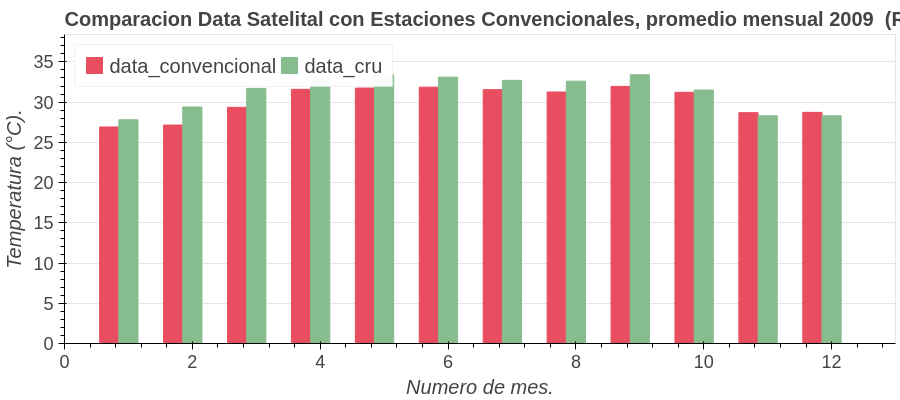 Comparacion Data Satelital con Estaciones Convencionales, promedio mensual 2009 (R
data_convencional data_cru
Temperatura (°C).
35
30
25
20
15
10
5
0
0 2 4 6 8 10 12
Numero de mes.